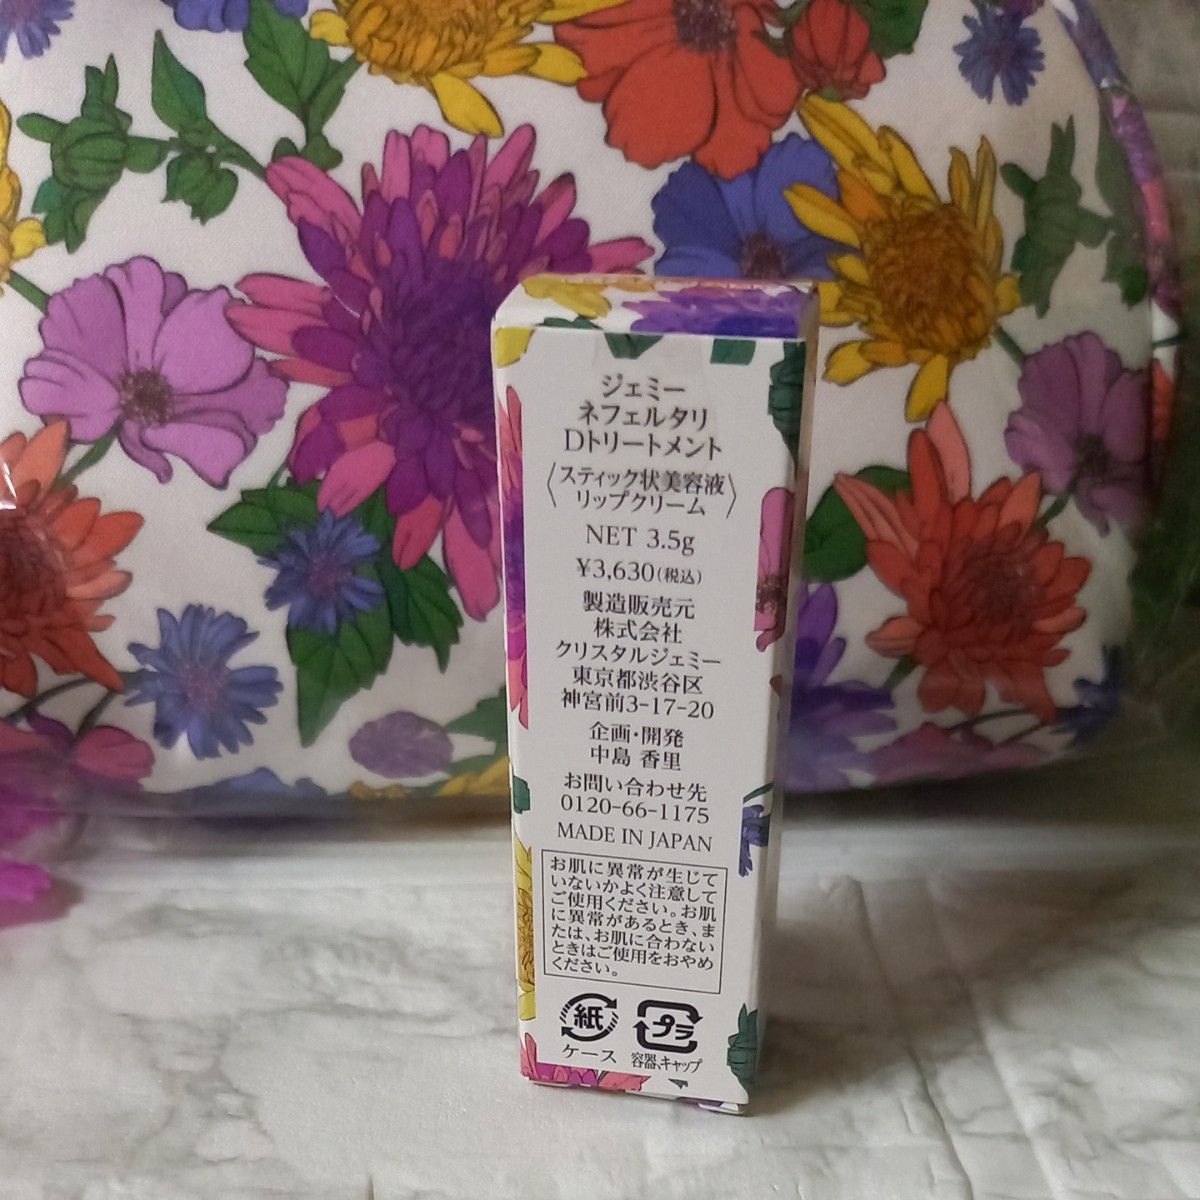 ジェミー
ネフェルタリ
Dトリートメント
〈スティック状美容液
リップクリーム〉
NET 3.5g
¥3,630(税込)
製造販売元
株式会社
クリスタルジェミー
東京都渋谷区
神宮前3-17-20
企画・開発
中島 香里
お問い合わせ先
0120-66-1175
MADE IN JAPAN
お肌に異常が生じて
いないかよく注意して
ご使用ください。お肌
に異常があるとき、ま
たは、お肌に合わない
ときはご使用をおやめ
ください。
紙 プラ
ケース 容器、キャップ